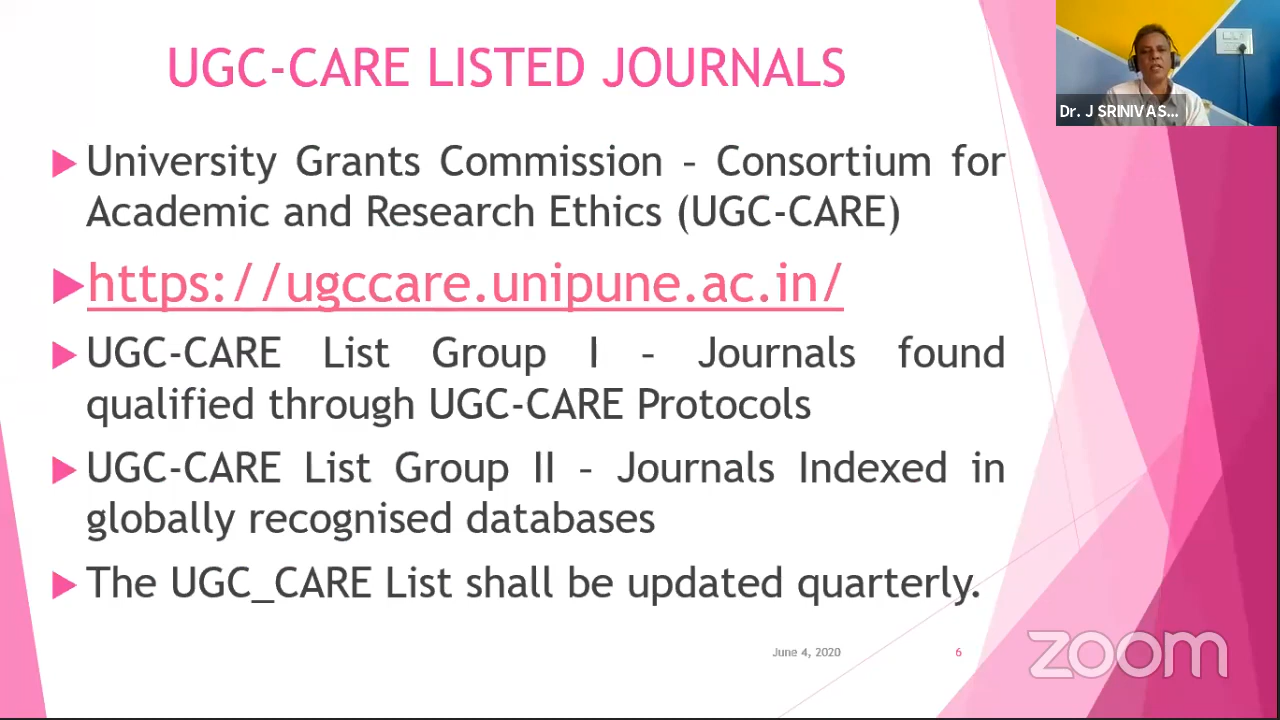 UGC-CARE LISTED JOURNALS
Dr. J SRINIVAS...
University Grants Commission – Consortium for
Academic and Research Ethics (UGC-CARE)
https://ugccare.unipune.ac.in/
UGC-CARE List Group I – Journals found
qualified through UGC-CARE Protocols
UGC-CARE List Group II – Journals Indexed in
globally recognised databases
The UGC_CARE List shall be updated quarterly.
June 4, 2020
6
zoom